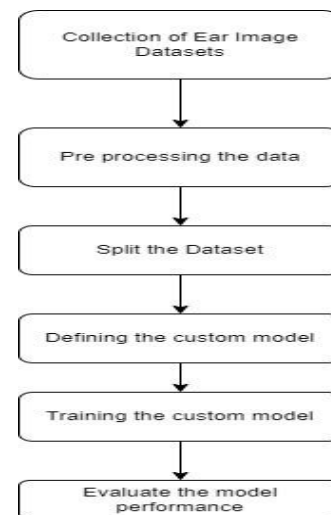 Collection of Ear Image
Datasets
Pre processing the data
Split the Dataset
Defining the custom model
Training the custom model
Evaluate the model
performance